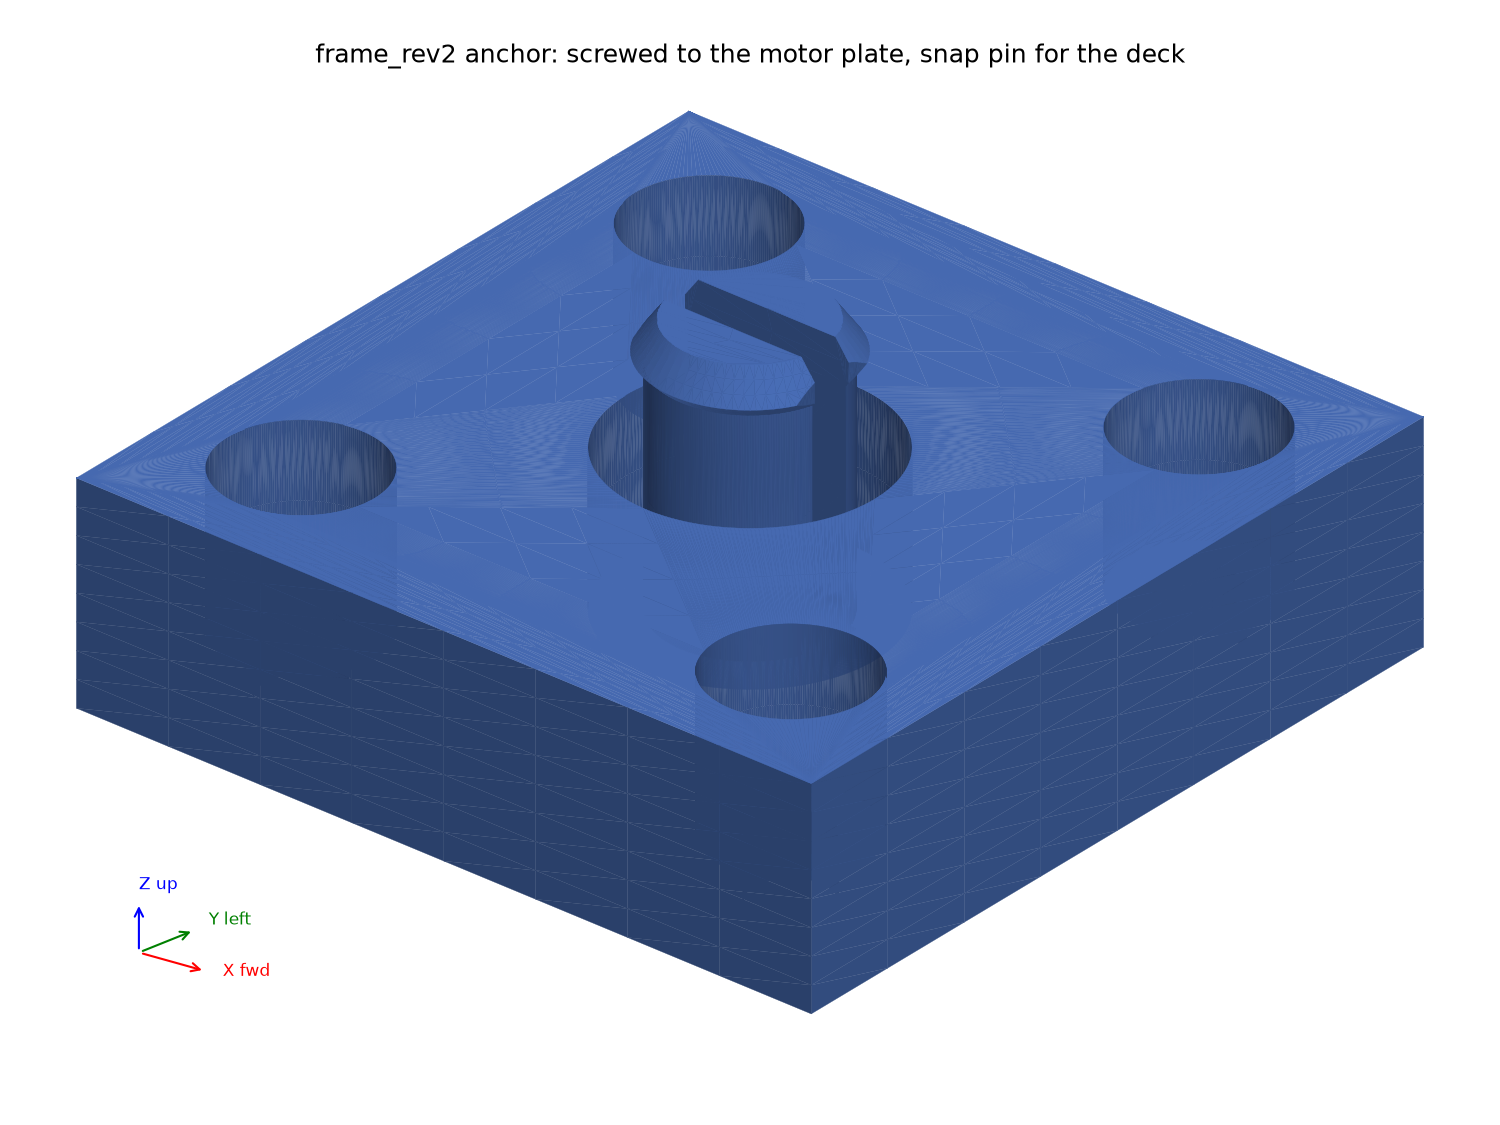 frame_rev2 anchor: screwed to the motor plate, snap pin for the deck
Z up
Y left
X fwd